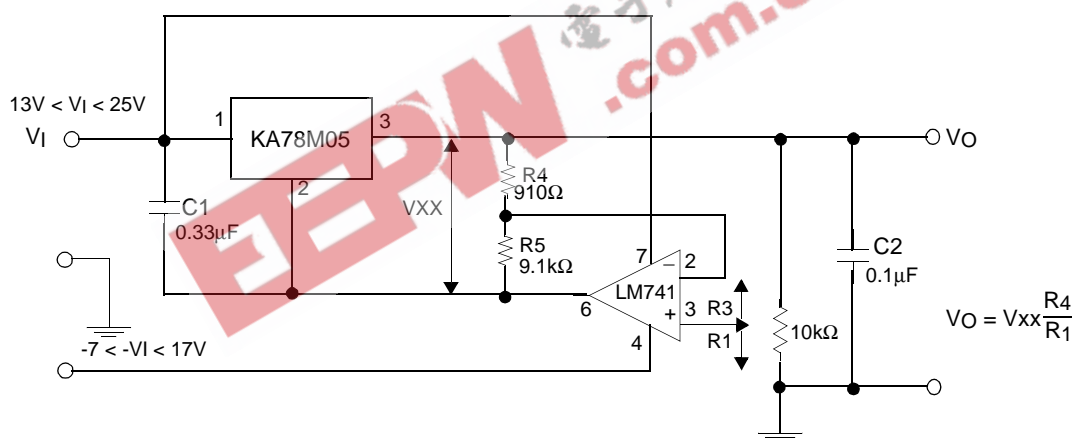 13V < VI < 25V
VI
1
KA78M05
3
VO
2
C1
0.33μF
VXX
R4
910Ω
R5
9.1kΩ
7
−
2
LM741
6
+
3
4
R3
R1
10kΩ
C2
0.1μF
VO = Vxx R4/R1
-7 < -VI < 17V
EEPW
.com.c
電子